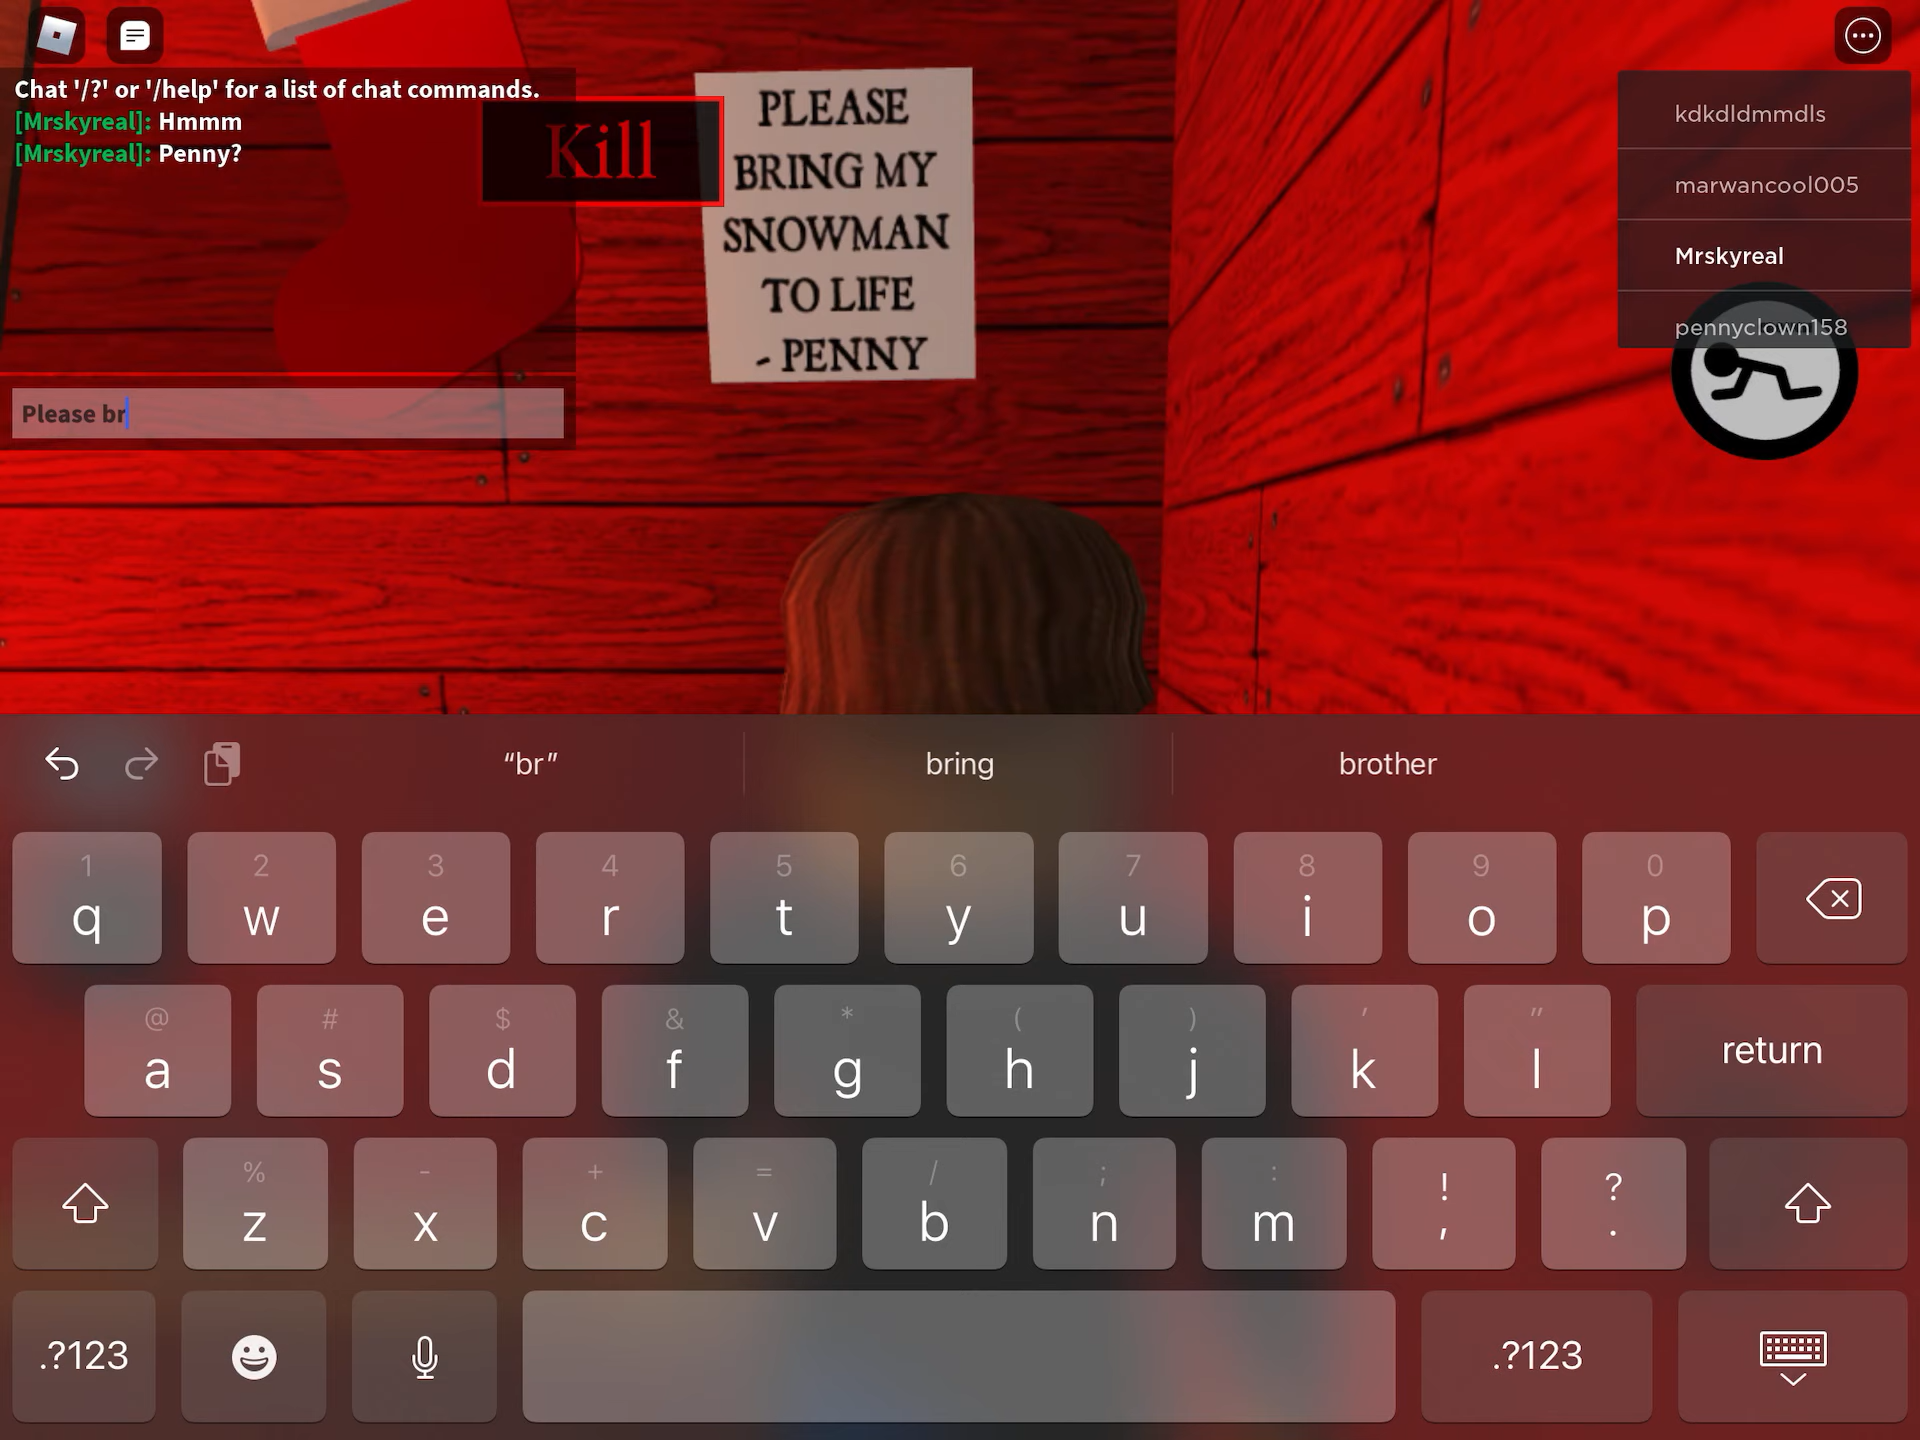 Chat '/?' or '/help' for a list of chat commands.
[Mrskyreal]: Hmmm
[Mrskyreal]: Penny?
Kill
PLEASE
BRING MY
SNOWMAN
TO LIFE
- PENNY
kdkdldmmdls
marwancool005
Mrskyreal
pennyclown158
Please br
“br” bring brother
1 2 3 4 5 6 7 8 9 0
q w e r t y u i o p
@ # $ & * ( ) ' "
a s d f g h j k l return
% - + = / ; : ! ?
z x c v b n m , .
.?123 .?123